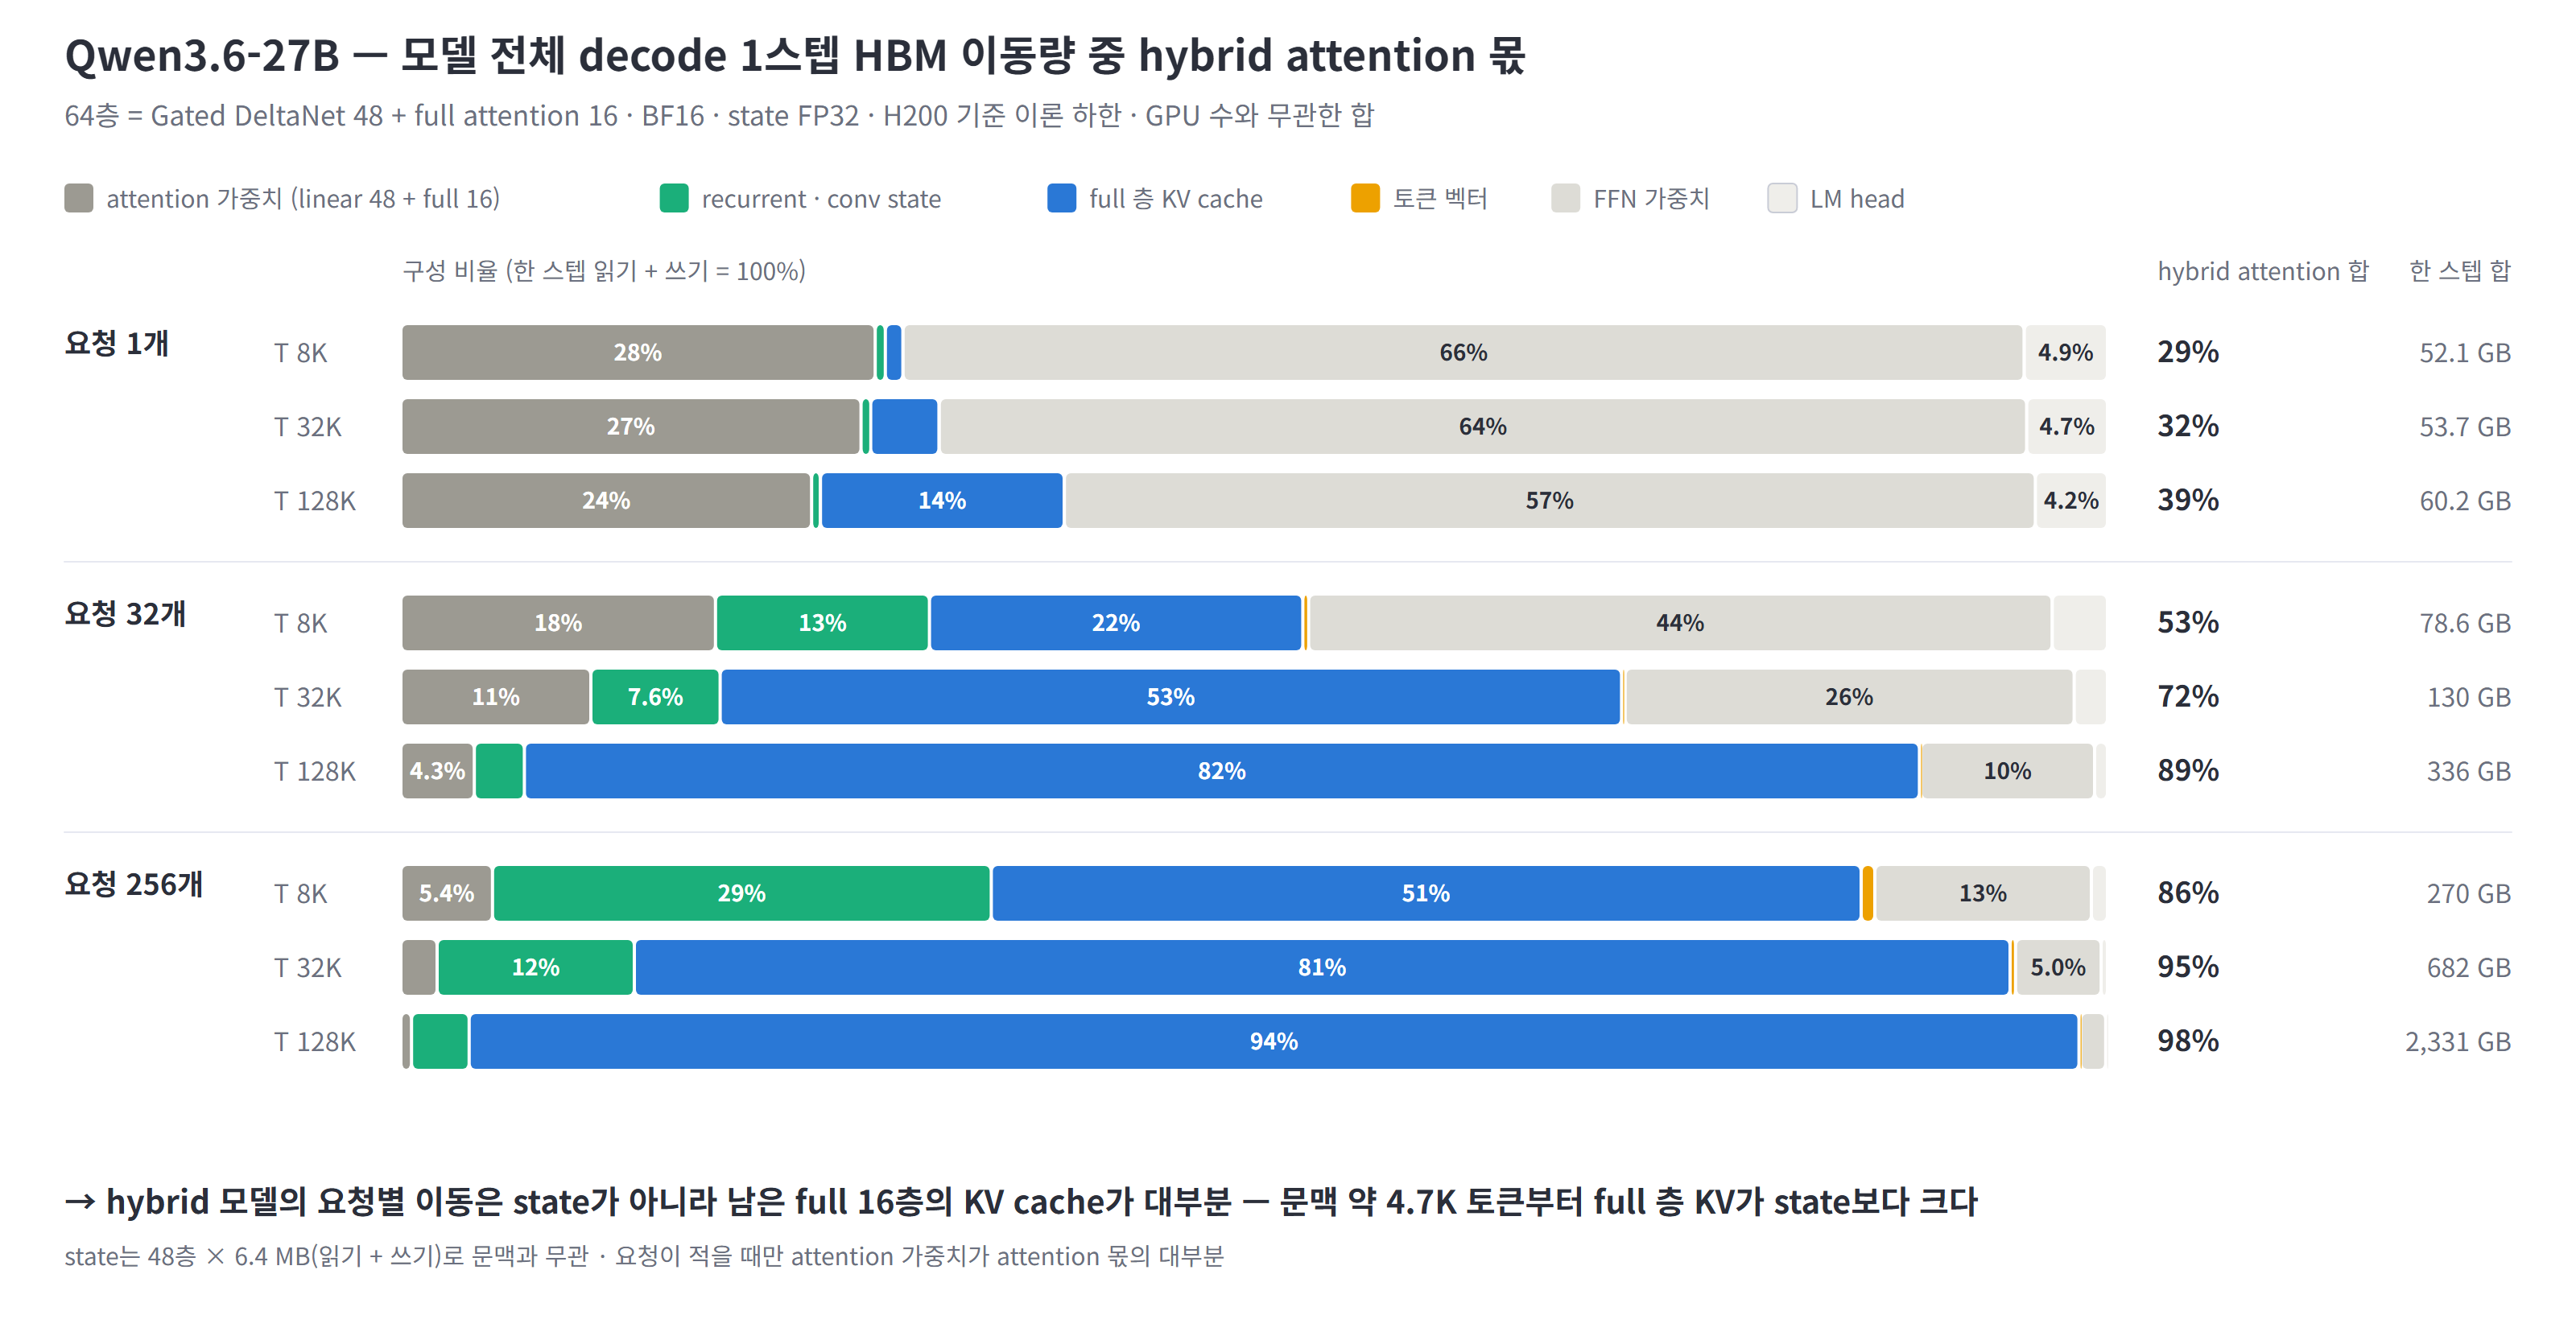 Qwen3.6-27B — 모델 전체 decode 1스텝 HBM 이동량 중 hybrid attention 몫
64층 = Gated DeltaNet 48 + full attention 16 · BF16 · state FP32 · H200 기준 이론 하한 · GPU 수와 무관한 합
attention 가중치 (linear 48 + full 16) recurrent · conv state full 층 KV cache 토큰 벡터 FFN 가중치 LM head
구성 비율 (한 스텝 읽기 + 쓰기 = 100%) hybrid attention 합 한 스텝 합
요청 1개 T 8K 28% 66% 4.9% 29% 52.1 GB
T 32K 27% 64% 4.7% 32% 53.7 GB
T 128K 24% 14% 57% 4.2% 39% 60.2 GB
요청 32개 T 8K 18% 13% 22% 44% 53% 78.6 GB
T 32K 11% 7.6% 53% 26% 72% 130 GB
T 128K 4.3% 82% 10% 89% 336 GB
요청 256개 T 8K 5.4% 29% 51% 13% 86% 270 GB
T 32K 12% 81% 5.0% 95% 682 GB
T 128K 94% 98% 2,331 GB
→ hybrid 모델의 요청별 이동은 state가 아니라 남은 full 16층의 KV cache가 대부분 — 문맥 약 4.7K 토큰부터 full 층 KV가 state보다 크다
state는 48층 × 6.4 MB(읽기 + 쓰기)로 문맥과 무관 · 요청이 적을 때만 attention 가중치가 attention 몫의 대부분